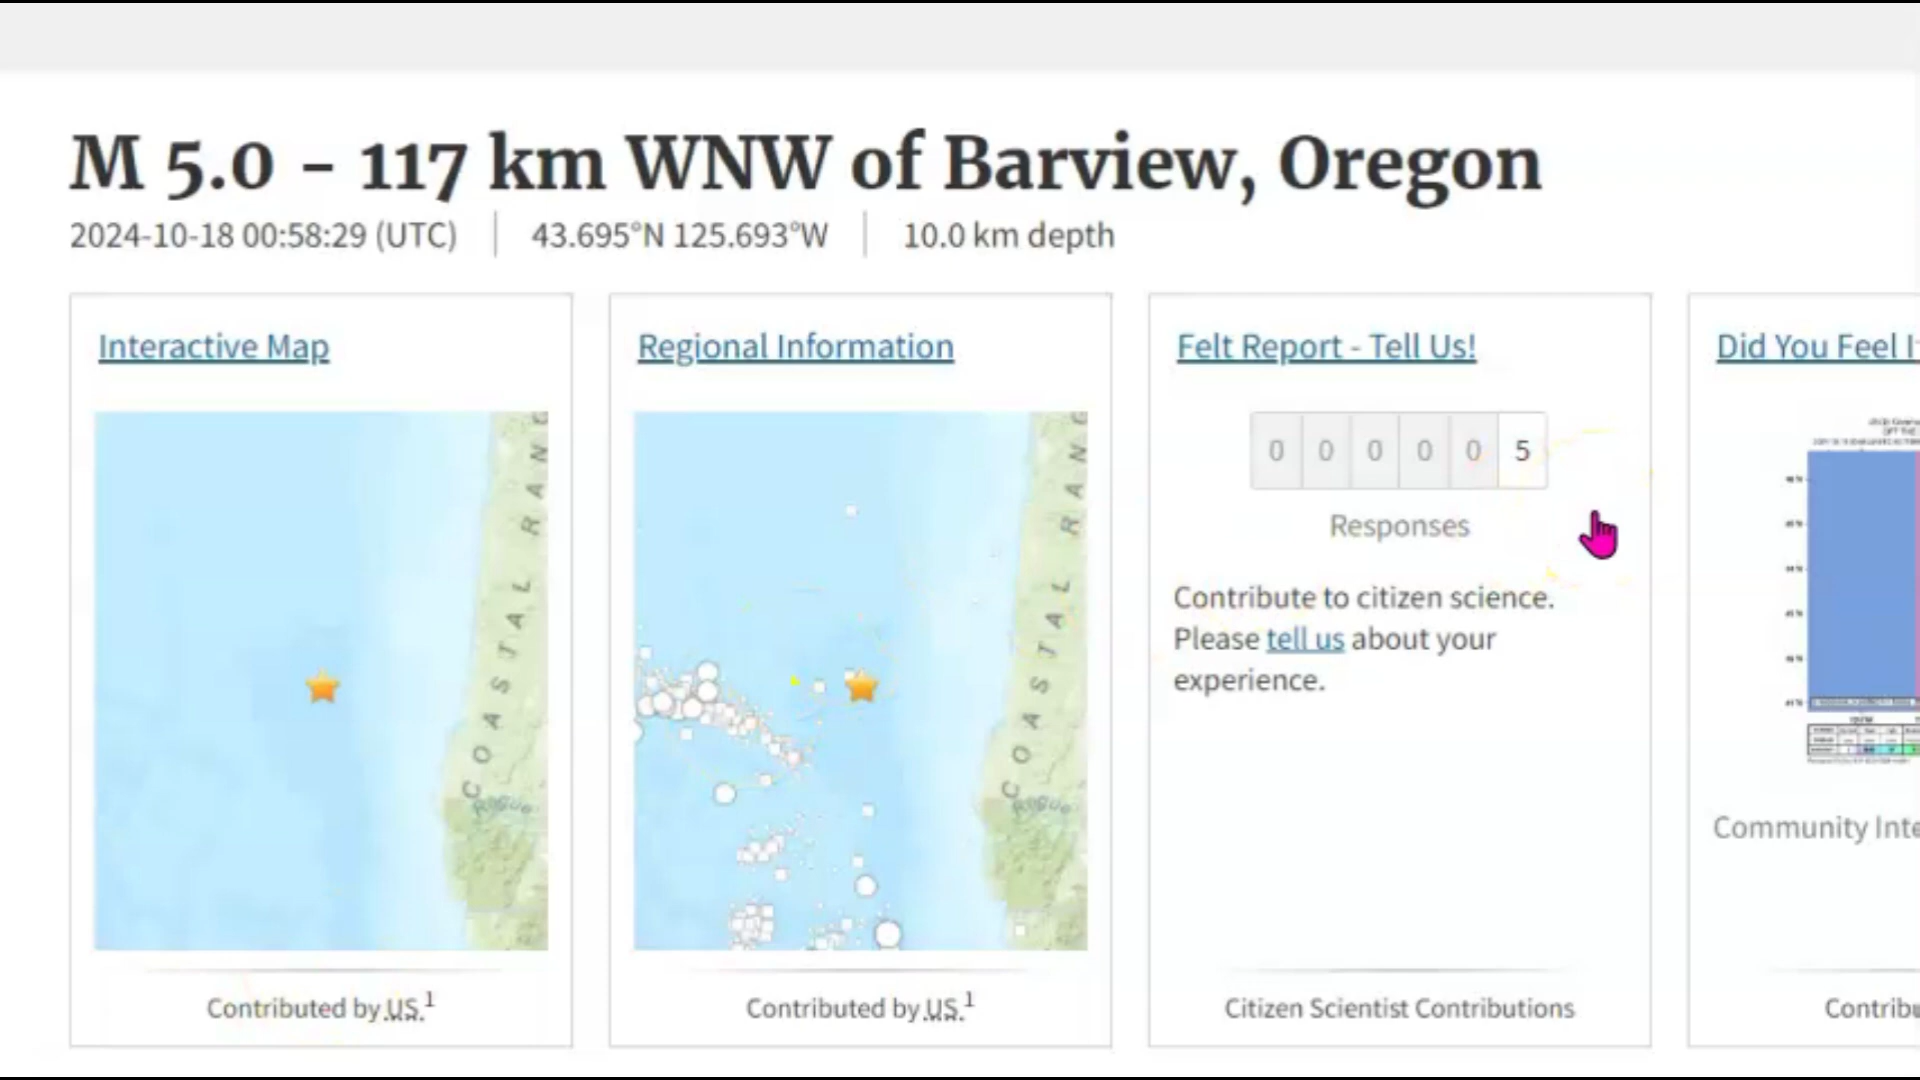 M 5.0 - 117 km WNW of Barview, Oregon
2024-10-18 00:58:29 (UTC) 43.695°N 125.693°W 10.0 km depth
Interactive Map
COASTAL RANG
Rogue
Contributed by US.1
Regional Information
COASTAL RANG
Rogue
Contributed by US.1
Felt Report - Tell Us!
0 0 0 0 0 5
Responses
Contribute to citizen science.
Please tell us about your
experience.
Citizen Scientist Contributions
Did You Feel I
Community Inte
Contribu